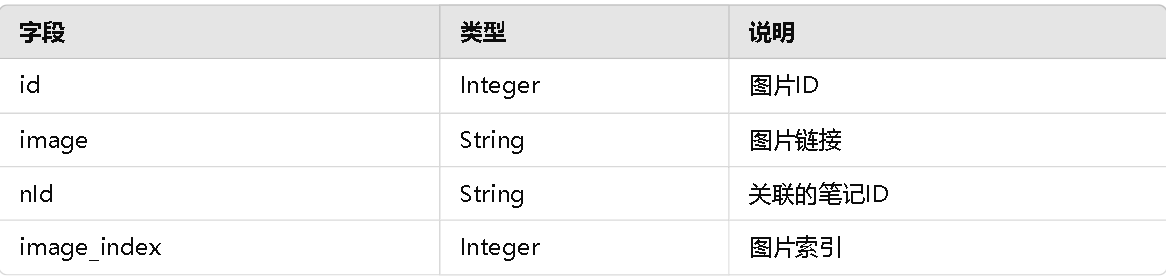 字段 类型 说明
id Integer 图片ID
image String 图片链接
nId String 关联的笔记ID
image_index Integer 图片索引